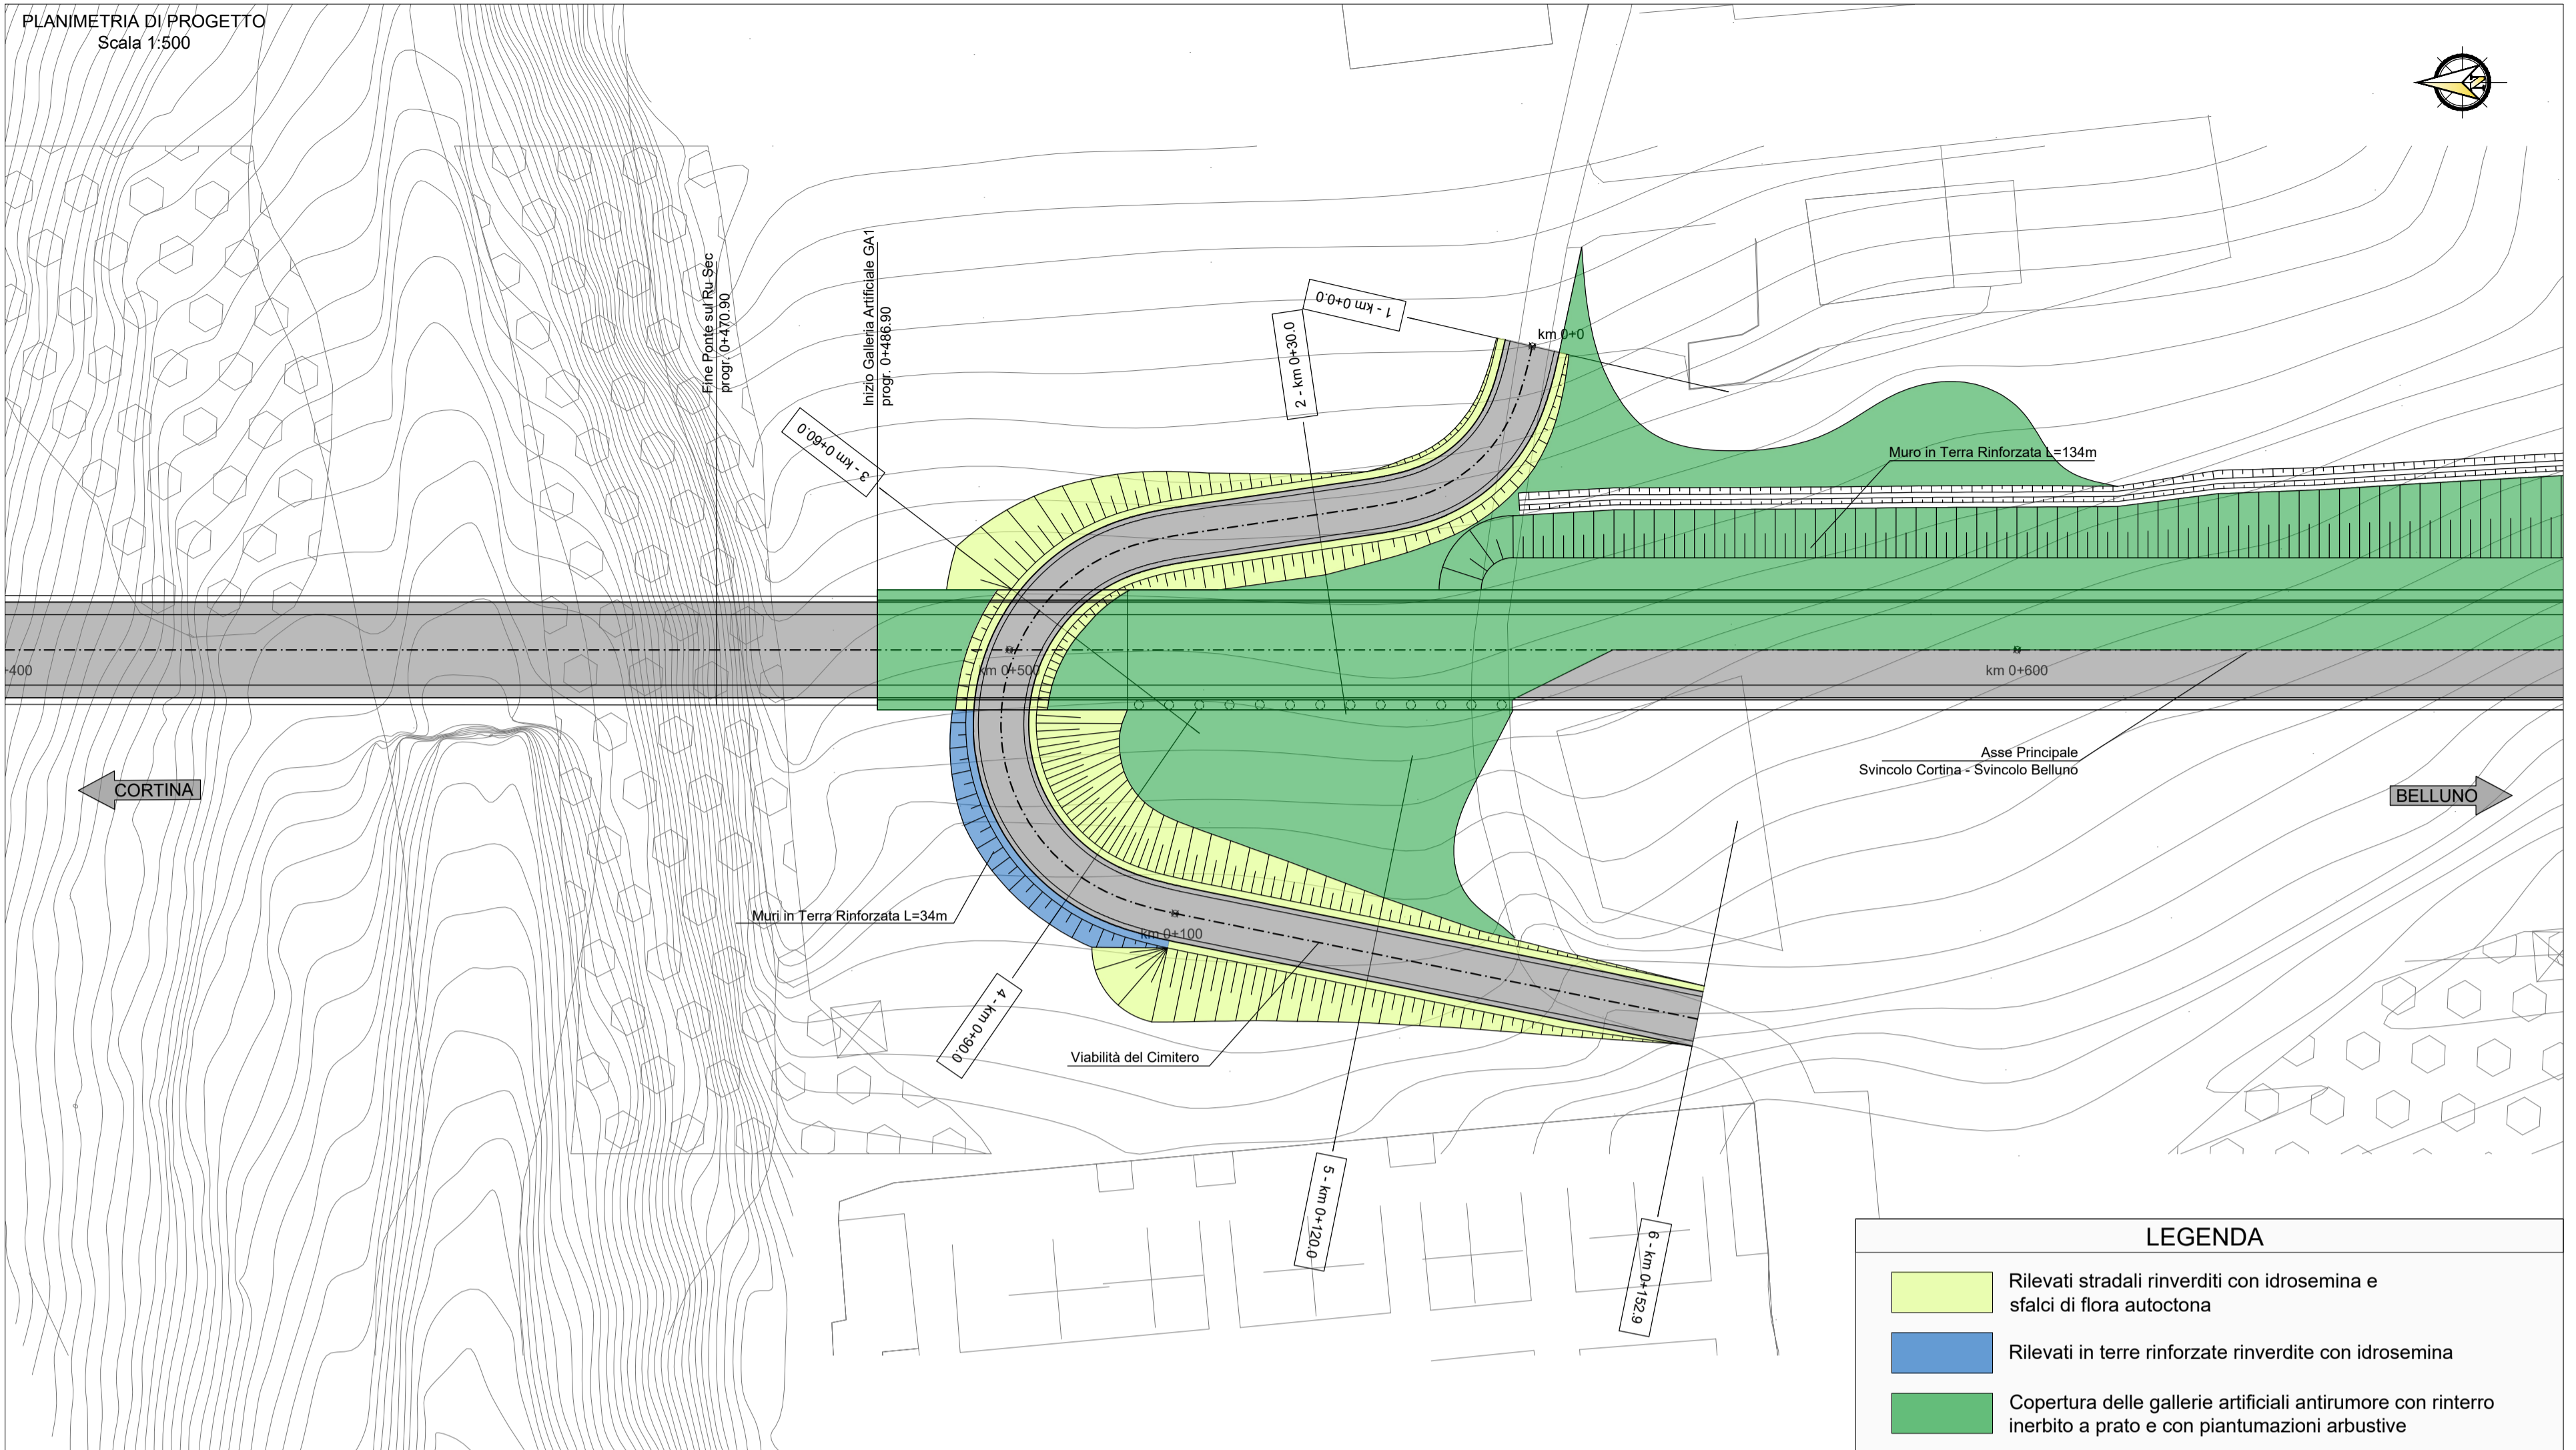 PLANIMETRIA DI PROGETTO
Scala 1:500
N
Fine Ponte sul Ru Sec
progr. 0+470.90
Inizio Galleria Artificiale GA1
progr. 0+486.90
1 - km 0+0.0
2 - km 0+30.0
3 - km 0+60.0
km 0+0
Muro in Terra Rinforzata L=134m
-400
km 0+500
km 0+600
Asse Principale
Svincolo Cortina - Svincolo Belluno
CORTINA
BELLUNO
Muri in Terra Rinforzata L=34m
km 0+100
4 - km 0+90.0
Viabilità del Cimitero
5 - km 0+120.0
6 - km 0+152.9
LEGENDA
Rilevati stradali rinverditi con idrosemina e
sfalci di flora autoctona
Rilevati in terre rinforzate rinverdite con idrosemina
Copertura delle gallerie artificiali antirumore con rinterro
inerbito a prato e con piantumazioni arbustive